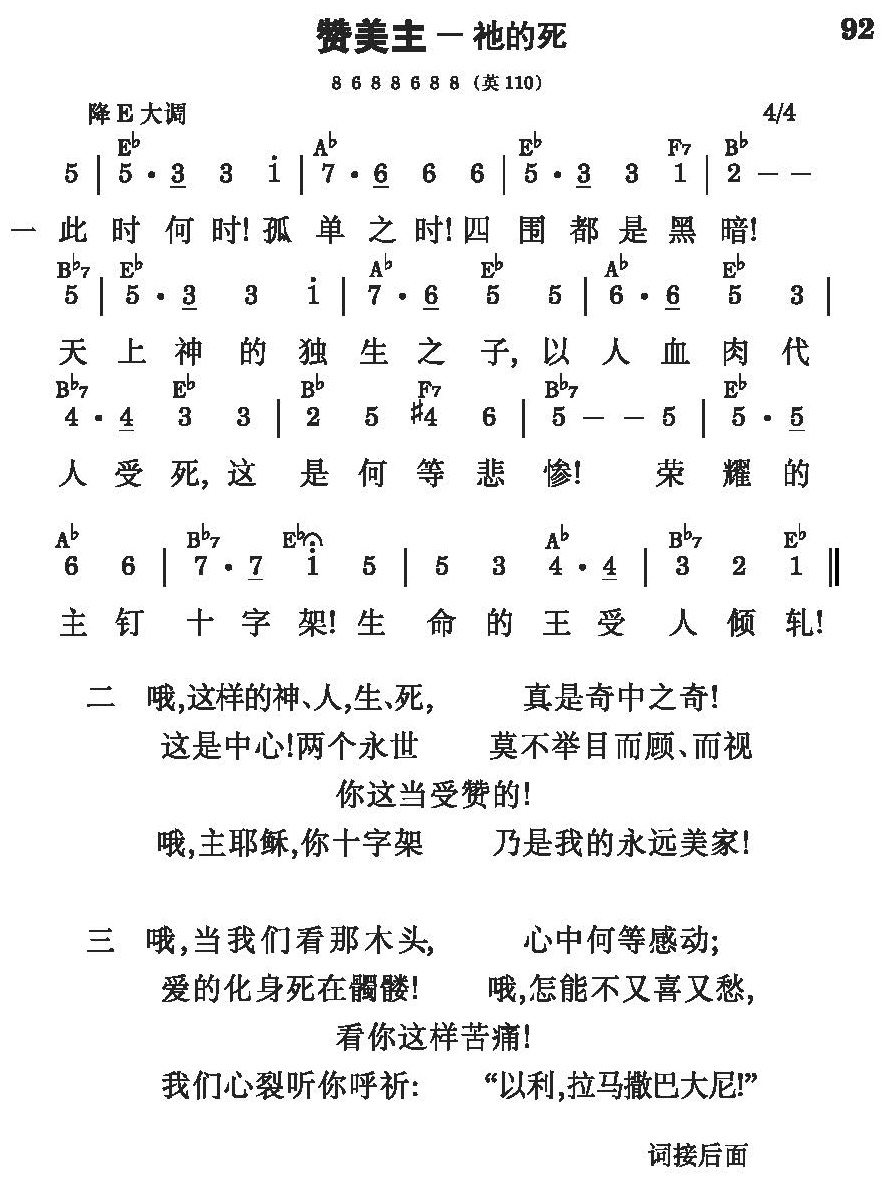 赞美主－祂的死
92
8 6 8 8 6 8 8（英110）
降E大调 4/4
E♭ A♭ E♭ F7 B♭
5 | 5 · 3 3 i | 7 · 6 6 6 | 5 · 3 3 1 | 2 — —
一 此时何时!孤单之时!四围都是黑暗!
B♭7 E♭ A♭ E♭ A♭ E♭
5 | 5 · 3 3 i | 7 · 6 5 5 | 6 · 6 5 3 |
天上神的独生之子,以人血肉代
B♭7 E♭ B♭ F7 B♭7 E♭
4 · 4 3 3 | 2 5 ♯4 6 | 5 — — 5 | 5 · 5
人受死,这是何等悲惨! 荣耀的
A♭ B♭7 E♭ A♭ B♭7 E♭
6 6 | 7 · 7 i 5 | 5 3 4 · 4 | 3 2 1 ‖
主钉十字架!生命的王受人倾轧!
二 哦,这样的神、人,生、死, 真是奇中之奇!
这是中心!两个永世 莫不举目而顾、而视
你这当受赞的!
哦,主耶稣,你十字架 乃是我的永远美家!
三 哦,当我们看那木头, 心中何等感动;
爱的化身死在髑髅! 哦,怎能不又喜又愁,
看你这样苦痛!
我们心裂听你呼祈: “以利,拉马撒巴大尼!”
词接后面